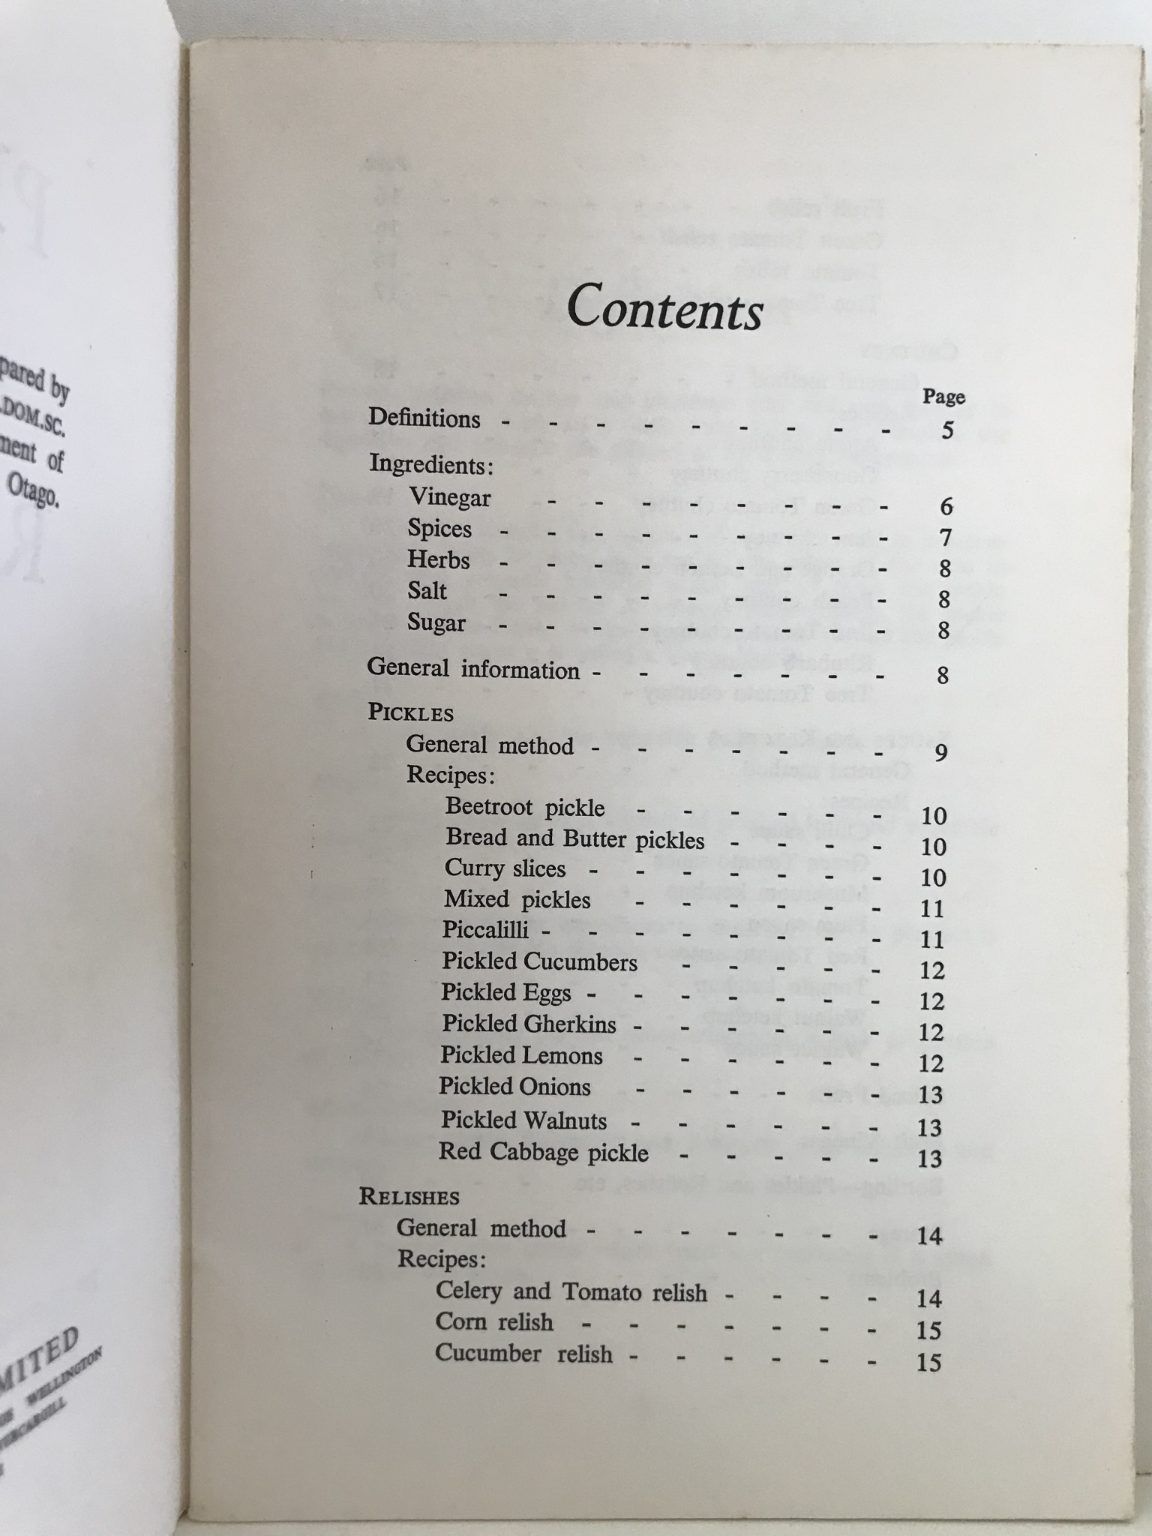 pared by
DOM.SC.
ment of
Otago.
MITED
WELLINGTON
Contents
Page
Definitions - - - - - - - - - 5
Ingredients:
Vinegar - - - - - - - - 6
Spices - - - - - - - - - 7
Herbs - - - - - - - - - 8
Salt - - - - - - - - - 8
Sugar - - - - - - - - - 8
General information - - - - - - - 8
PICKLES
General method - - - - - - - 9
Recipes:
Beetroot pickle - - - - - - 10
Bread and Butter pickles - - - - 10
Curry slices - - - - - - - 10
Mixed pickles - - - - - - 11
Piccalilli - - - - - - - - 11
Pickled Cucumbers - - - - - 12
Pickled Eggs - - - - - - - 12
Pickled Gherkins - - - - - - 12
Pickled Lemons - - - - - - 12
Pickled Onions - - - - - - 13
Pickled Walnuts - - - - - - 13
Red Cabbage pickle - - - - - 13
RELISHES
General method - - - - - - - 14
Recipes:
Celery and Tomato relish - - - - 14
Corn relish - - - - - - - 15
Cucumber relish - - - - - - 15